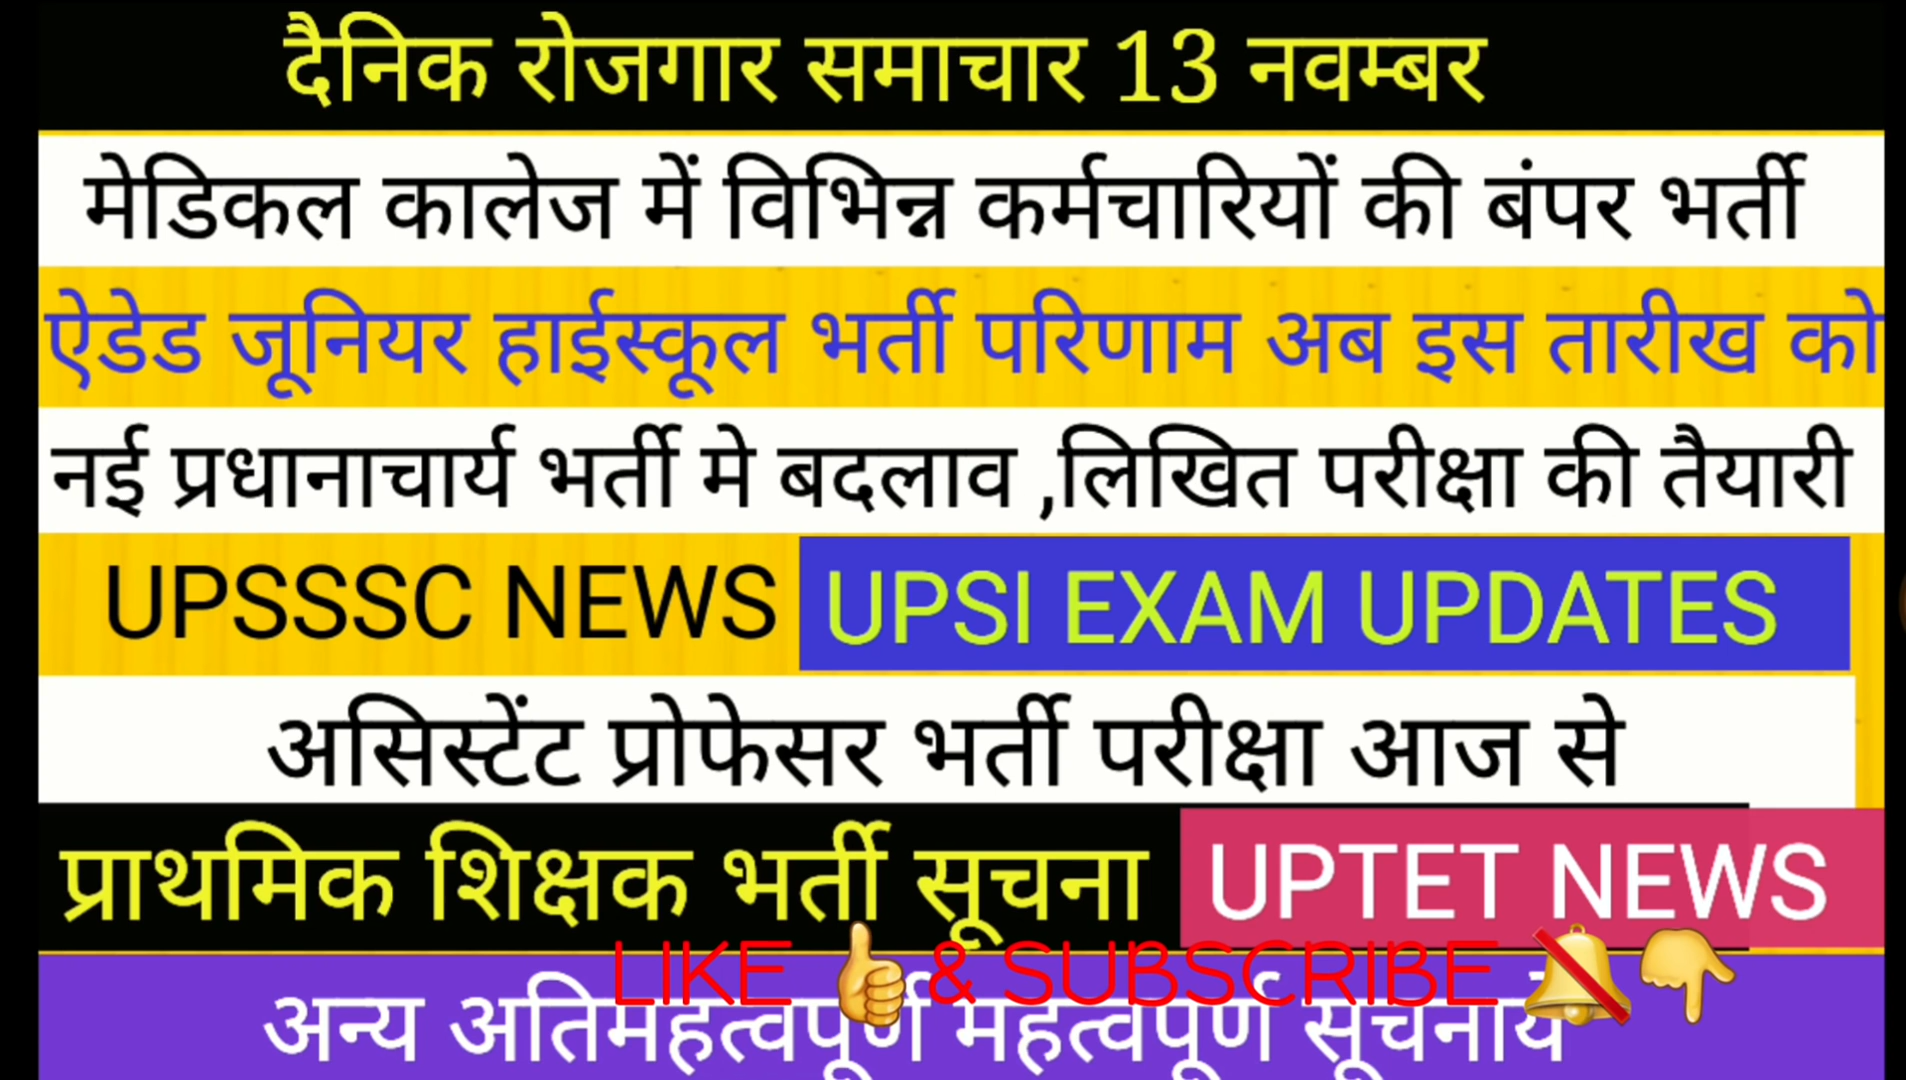 दैनिक रोजगार समाचार 13 नवम्बर
मेडिकल कालेज में विभिन्न कर्मचारियों की बंपर भर्ती
ऐडेड जूनियर हाईस्कूल भर्ती परिणाम अब इस तारीख को
नई प्रधानाचार्य भर्ती मे बदलाव ,लिखित परीक्षा की तैयारी
UPSSSC NEWS UPSI EXAM UPDATES
असिस्टेंट प्रोफेसर भर्ती परीक्षा आज से
प्राथमिक शिक्षक भर्ती सूचना UPTET NEWS
LIKE 👍 & SUBSCRIBE 🔕👇
अन्य अतिमहत्वपूर्ण महत्वपूर्ण सूचनायें